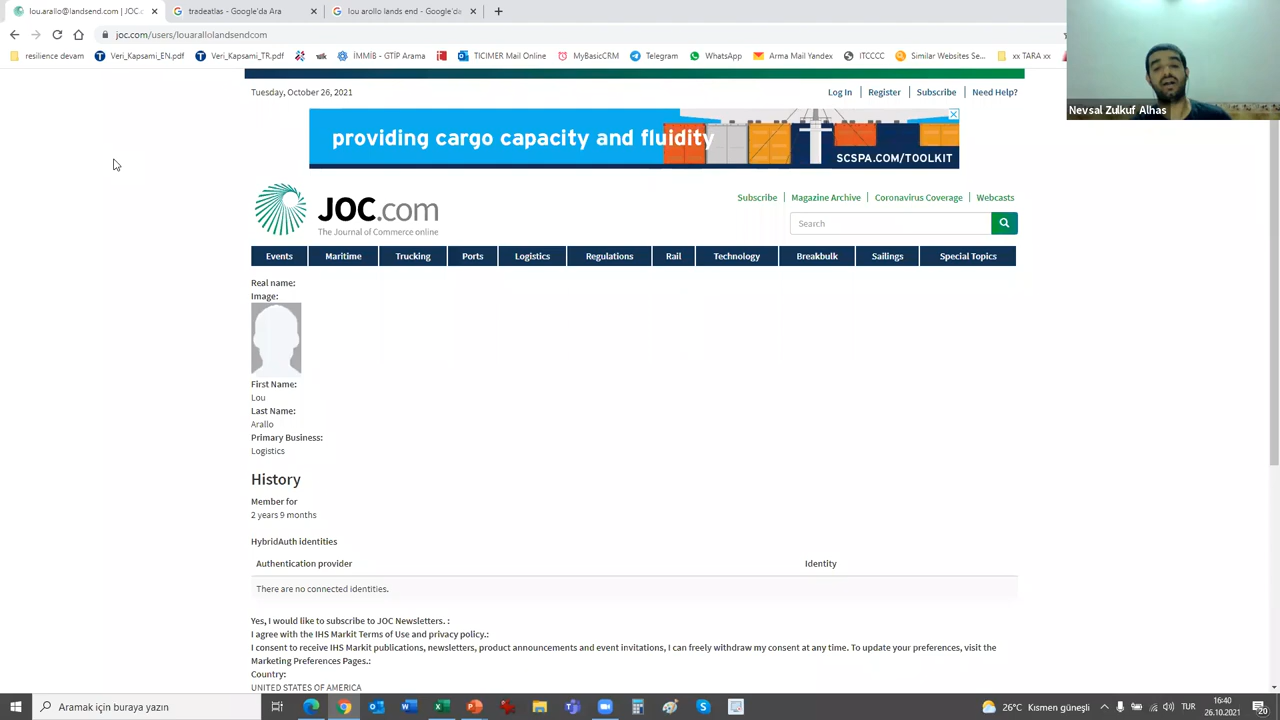 lou.arallo@landsend.com | JOC.c
tradeatlas - Google'da Ara
lou arollo lands end - Google'da
joc.com/users/louarallolandsendcom
resilience devam
Veri_Kapsami_EN.pdf
Veri_Kapsami_TR.pdf
İMMİB - GTİP Arama
TICIMER Mail Online
MyBasicCRM
Telegram
WhatsApp
Arma Mail Yandex
ITCCCC
Similar Websites Se...
xx TARA xx
Nevsal Zulkuf Alhas
Tuesday, October 26, 2021
Log In
Register
Subscribe
Need Help?
providing cargo capacity and fluidity
SCSPA.COM/TOOLKIT
JOC.com
The Journal of Commerce online
Subscribe
Magazine Archive
Coronavirus Coverage
Webcasts
Search
Events
Maritime
Trucking
Ports
Logistics
Regulations
Rail
Technology
Breakbulk
Sailings
Special Topics
Real name:
Image:
First Name:
Lou
Last Name:
Arallo
Primary Business:
Logistics
History
Member for
2 years 9 months
HybridAuth identities
Authentication provider
Identity
There are no connected identities.
Yes, I would like to subscribe to JOC Newsletters. :
I agree with the IHS Markit Terms of Use and privacy policy.:
I consent to receive IHS Markit publications, newsletters, product announcements and event invitations, I can freely withdraw my consent at any time. To update your preferences, visit the
Marketing Preferences Pages.:
Country:
UNITED STATES OF AMERICA
Aramak için buraya yazın
26°C Kısmen güneşli
TUR
16:40
26.10.2021
20